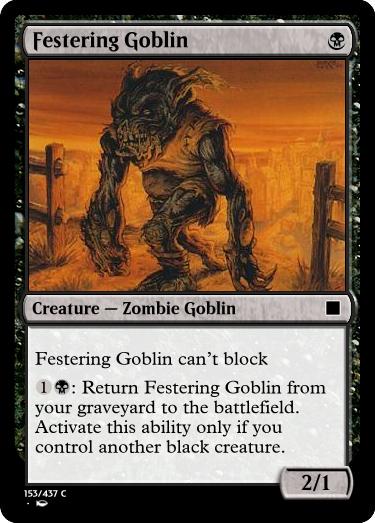 Festering Goblin
Creature — Zombie Goblin
Festering Goblin can't block
1: Return Festering Goblin from
your graveyard to the battlefield.
Activate this ability only if you
control another black creature.
2/1
153/437 C